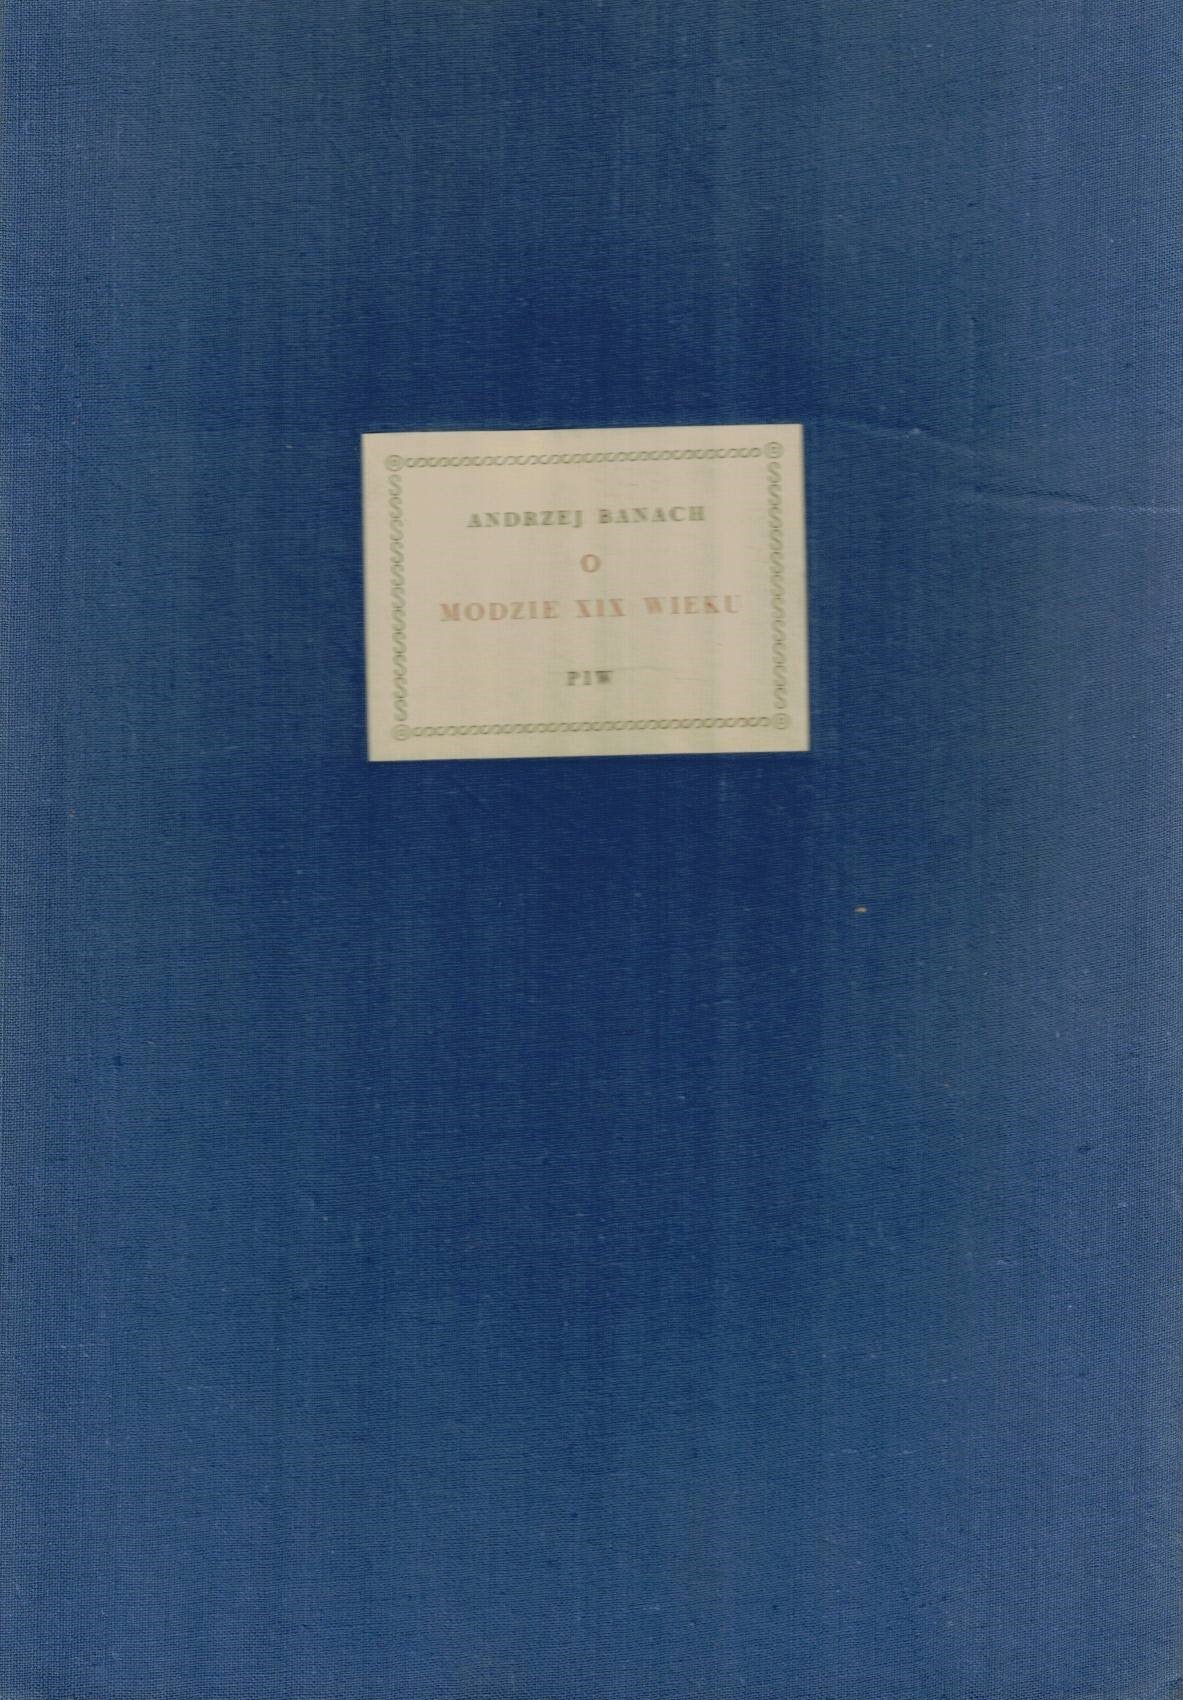 ANDRZEJ BANACH
O
MODZIE XIX WIEKU
PIW